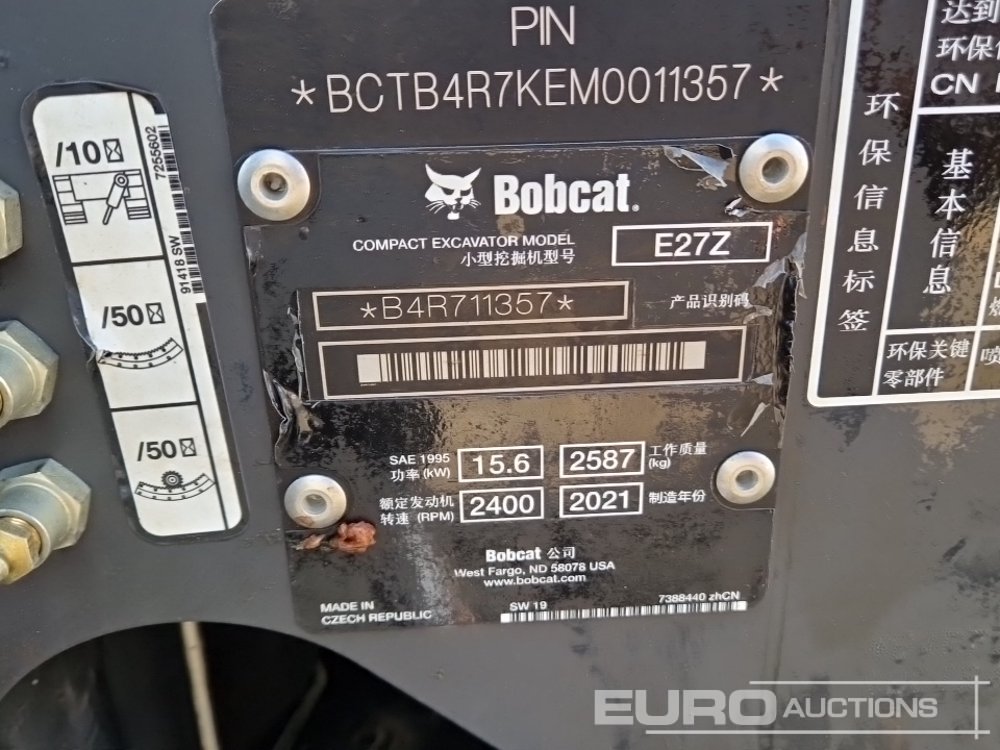 PIN
*BCTB4R7KEM0011357*
Bobcat.
COMPACT EXCAVATOR MODEL
小型挖掘机型号
E27Z
*B4R711357*
产品识别码
SAE 1995
功率 (kW)
15.6
2587
工作质量
(kg)
额定发动机
转速 (RPM)
2400
2021
制造年份
Bobcat 公司
West Fargo, ND 58078 USA
www.bobcat.com
MADE IN
CZECH REPUBLIC
SW 19
7388440 zhCN
/10
/50
/50
7255602
91418 SW
环保信息标签
达到
环保
CN
基本信息
环保关键
零部件
喷
EURO AUCTIONS